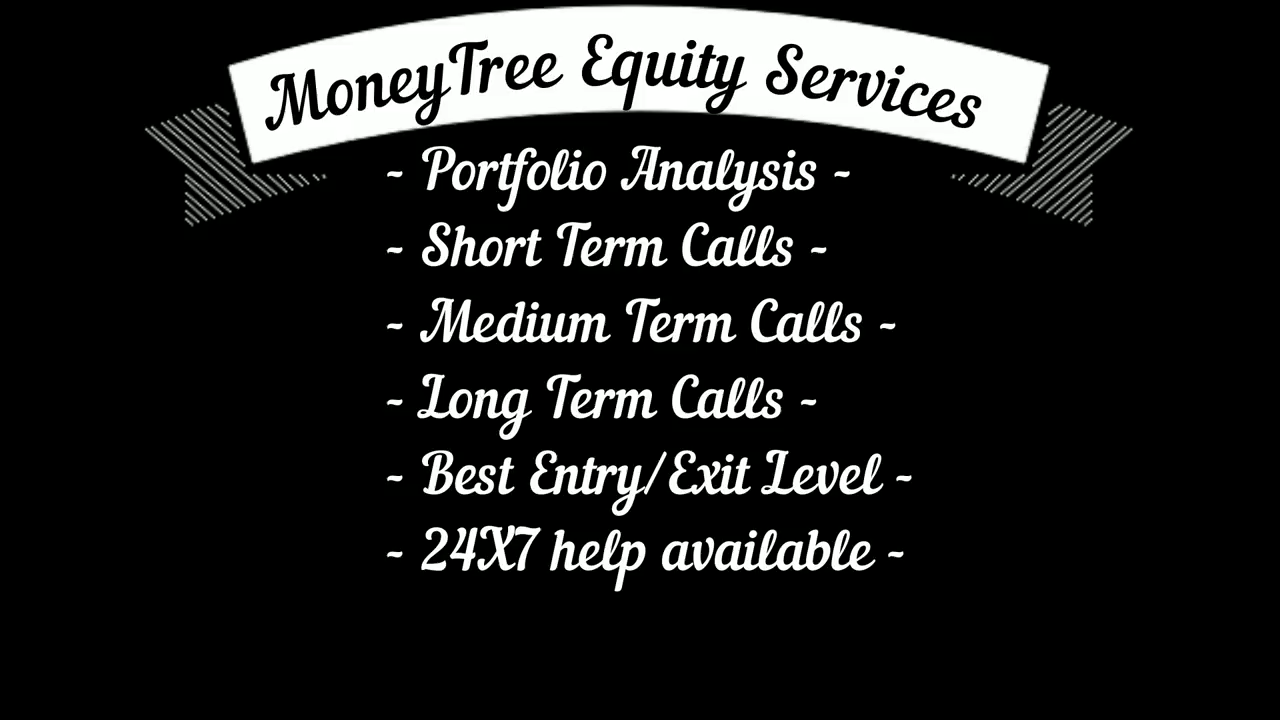 MoneyTree Equity Services
- Portfolio Analysis -
- Short Term Calls -
- Medium Term Calls -
- Long Term Calls -
- Best Entry/Exit Level -
- 24X7 help available -